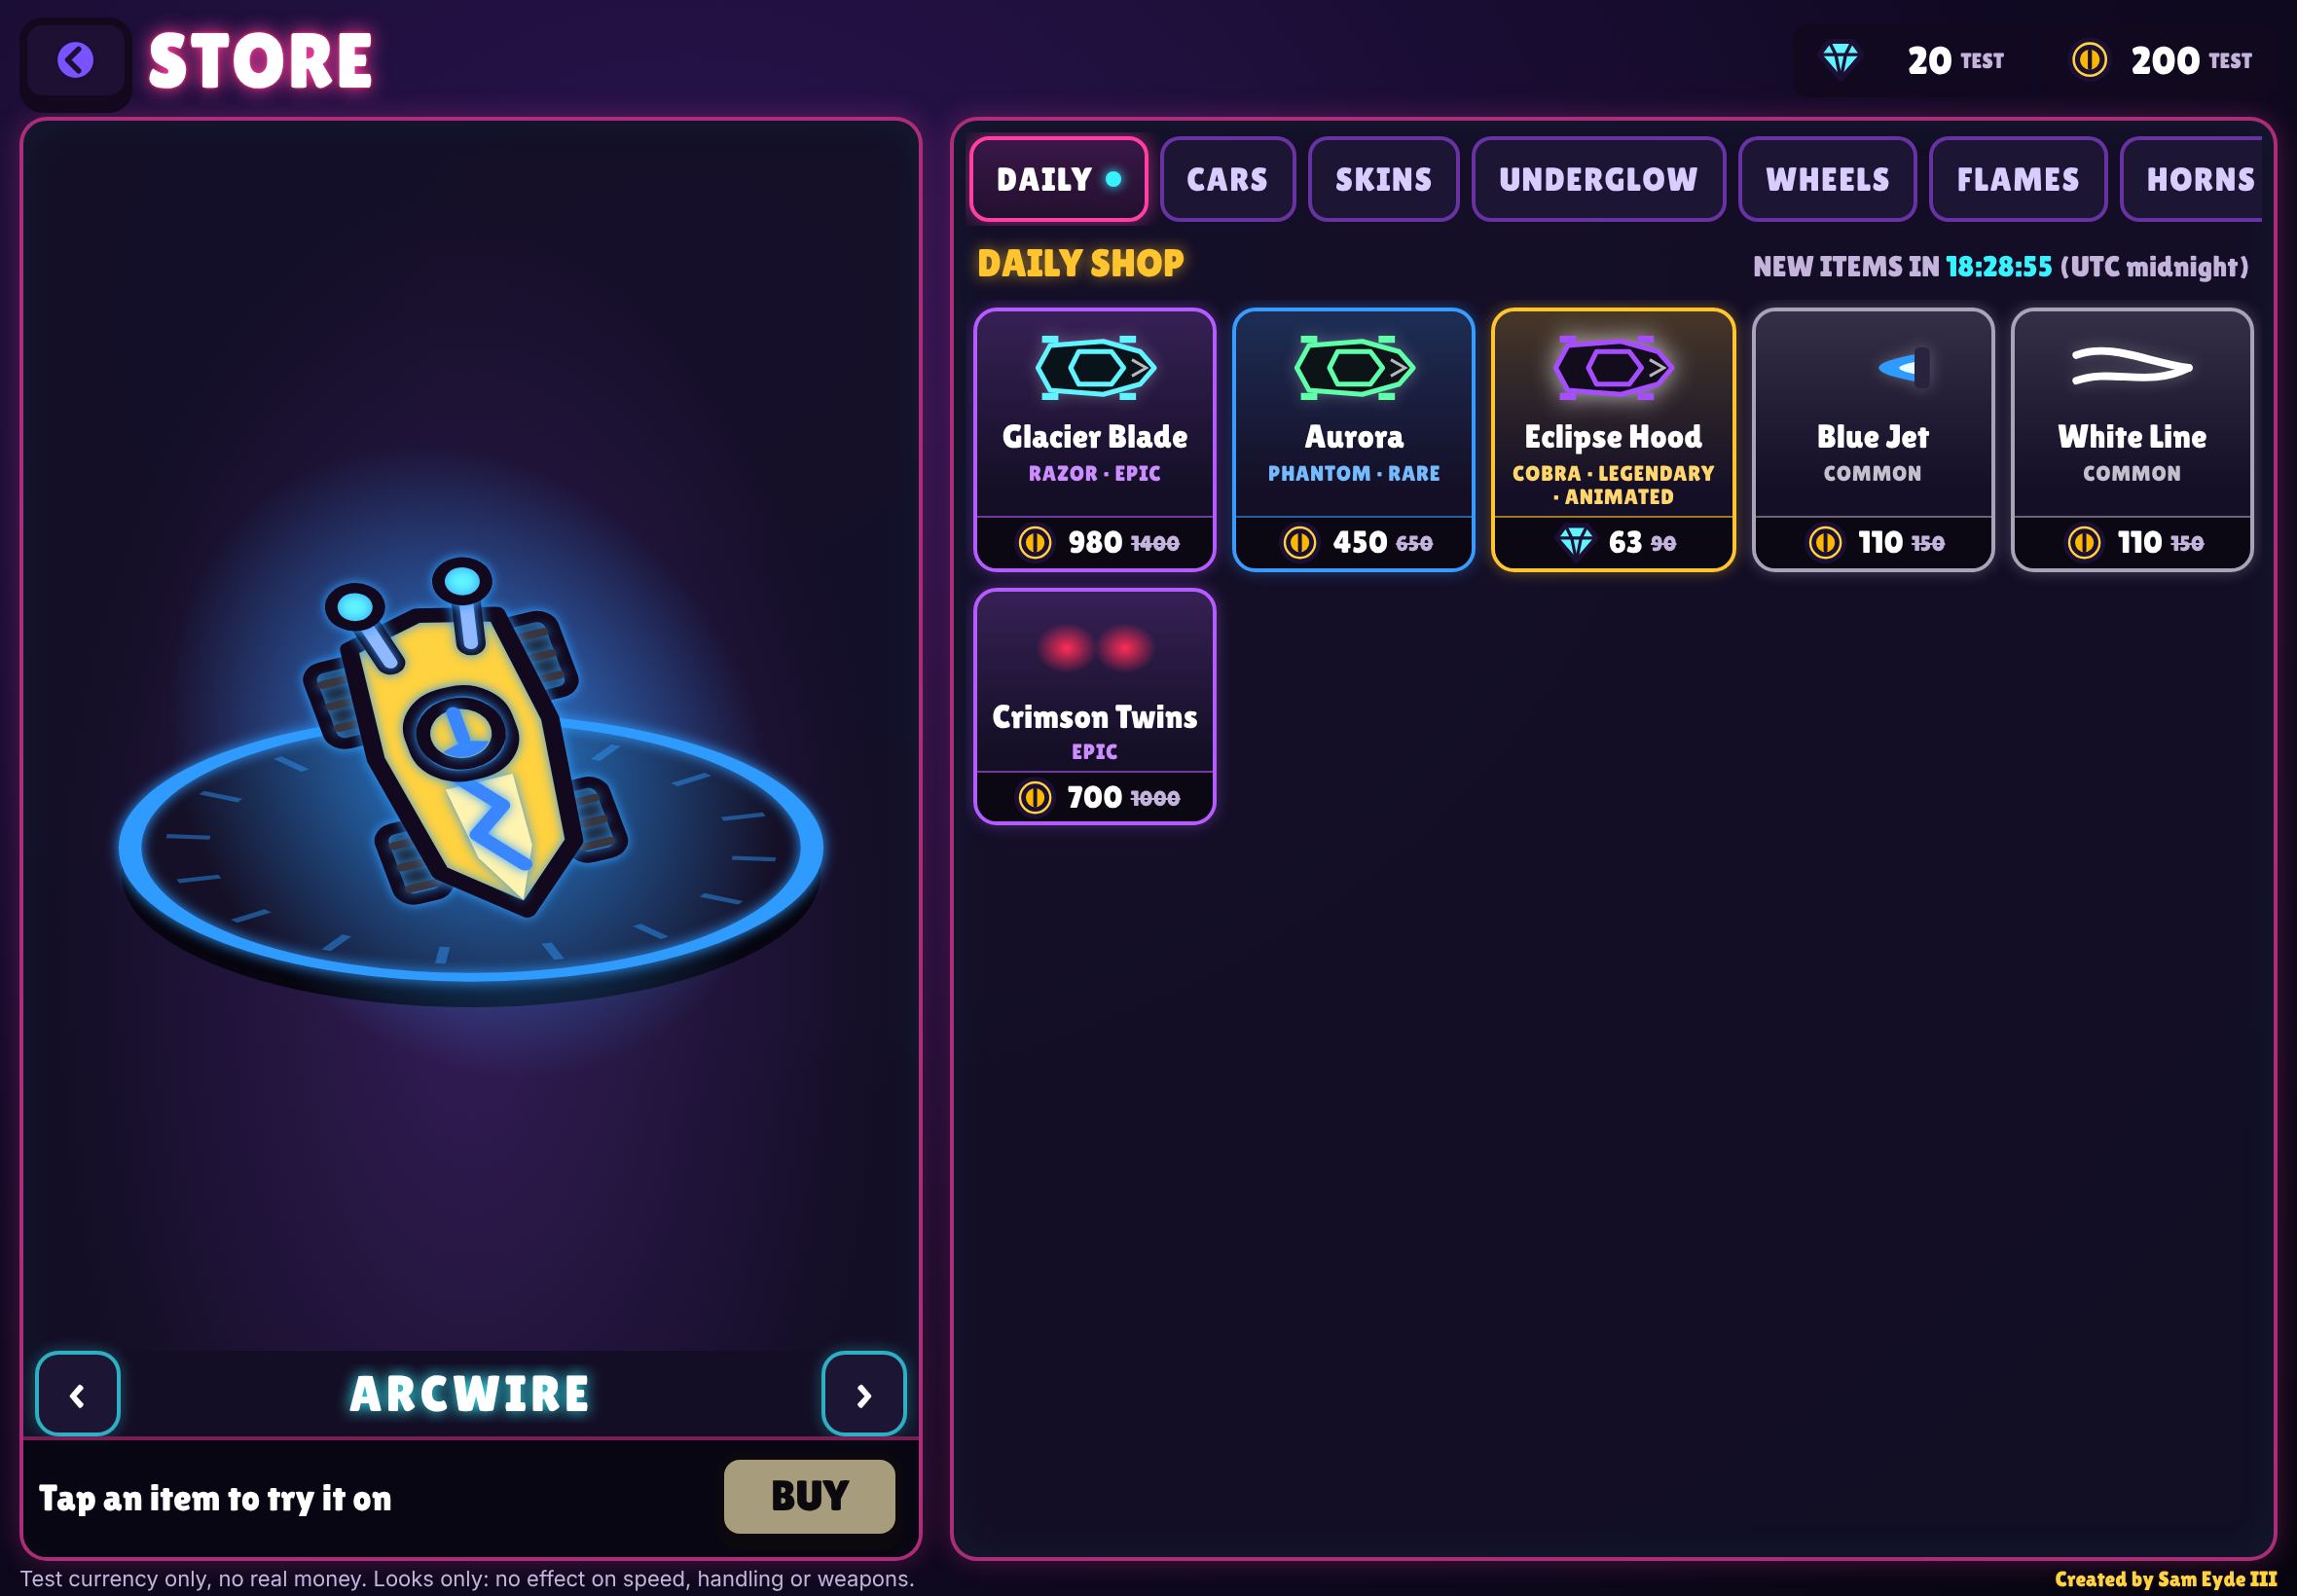 STORE
20 TEST
200 TEST
DAILY
CARS
SKINS
UNDERGLOW
WHEELS
FLAMES
HORNS
DAILY SHOP
NEW ITEMS IN 18:28:55 (UTC midnight)
Glacier Blade
RAZOR · EPIC
980 1400
Aurora
PHANTOM · RARE
450 650
Eclipse Hood
COBRA · LEGENDARY
· ANIMATED
63 90
Blue Jet
COMMON
110 150
White Line
COMMON
110 150
Crimson Twins
EPIC
700 1000
ARCWIRE
Tap an item to try it on
BUY
Test currency only, no real money. Looks only: no effect on speed, handling or weapons.
Created by Sam Eyde III